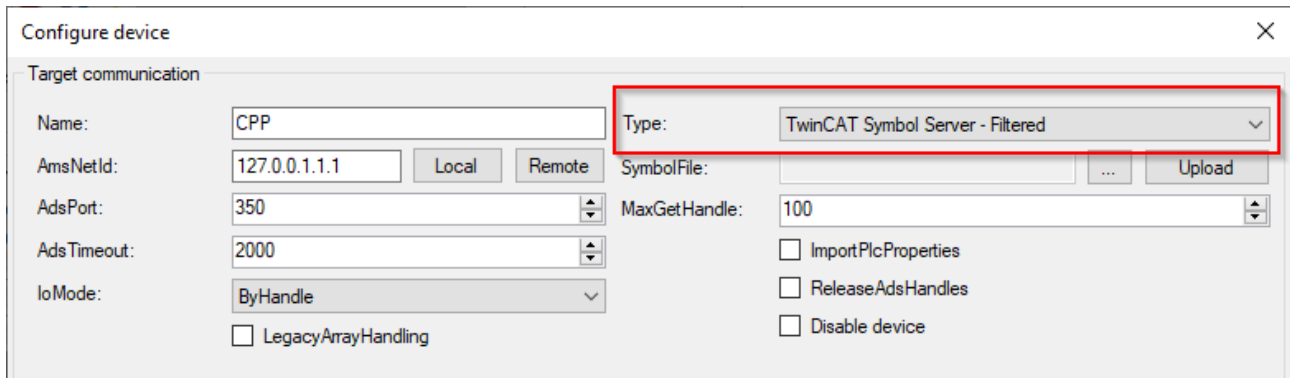 Configure device
Target communication
Name: CPP Type: TwinCAT Symbol Server - Filtered
AmsNetId: 127.0.0.1.1.1 Local Remote SymbolFile: ... Upload
AdsPort: 350 MaxGetHandle: 100
AdsTimeout: 2000 ImportPlcProperties
IoMode: ByHandle ReleaseAdsHandles
LegacyArrayHandling Disable device